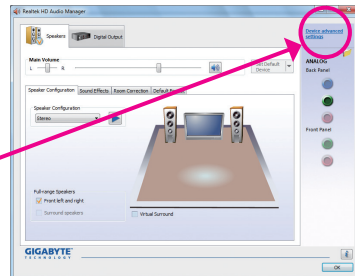 Realtek HD Audio Manager
Speakers
Digital Output
Device advanced settings
Main Volume
L
R
Set Default
Device
ANALOG
Back Panel
Speaker Configuration
Sound Effects
Room Correction
Default Format
Speaker Configuration
Stereo
Front Panel
Full-range Speakers
Front left and right
Surround speakers
Virtual Surround
GIGABYTE
TECHNOLOGY
OK